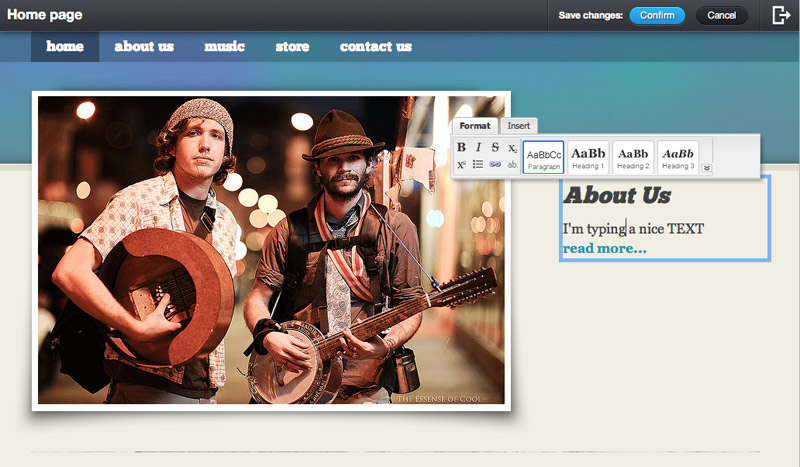 Home page
Save changes: Confirm Cancel
home about us music store contact us
Format Insert
B I S X₂ AaBbCc AaBb AaBb AaBb
Paragraph Heading 1 Heading 2 Heading 3
X² ab.
About Us
I'm typing a nice TEXT
read more...
THE ESSENSE OF COOL